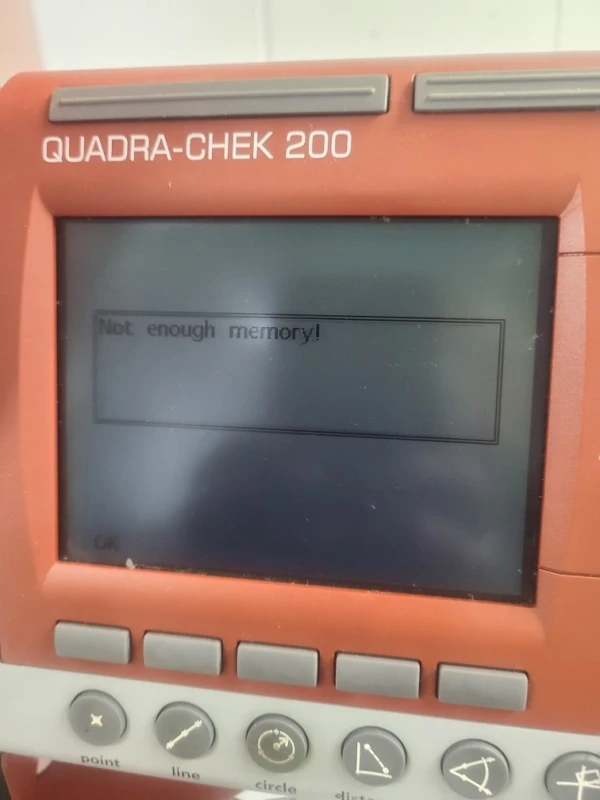 QUADRA-CHEK 200
Not enough memory!
OK
point
line
circle